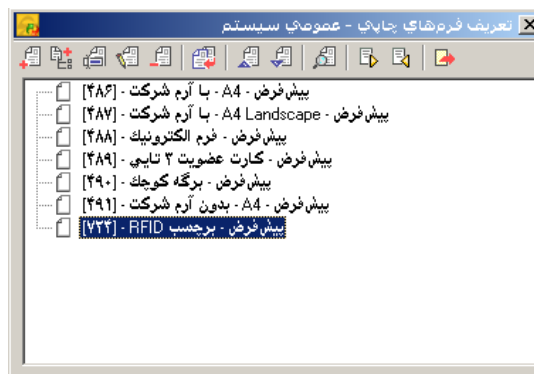 تعريف فرم‌هاي چاپي - عمومي سيستم
پيش‌فرض - A4 - با آرم شركت - [۴۸۶]
پيش‌فرض - A4 Landscape - با آرم شركت - [۴۸۷]
پيش‌فرض - فرم الكترونيك - [۴۸۸]
پيش‌فرض - كارت عضويت ۳ تايي - [۴۸۹]
پيش‌فرض - برگه كوچك - [۴۹۰]
پيش‌فرض - A4 - بدون آرم شركت - [۴۹۱]
پيش‌فرض - برچسب RFID - [۷۲۴]